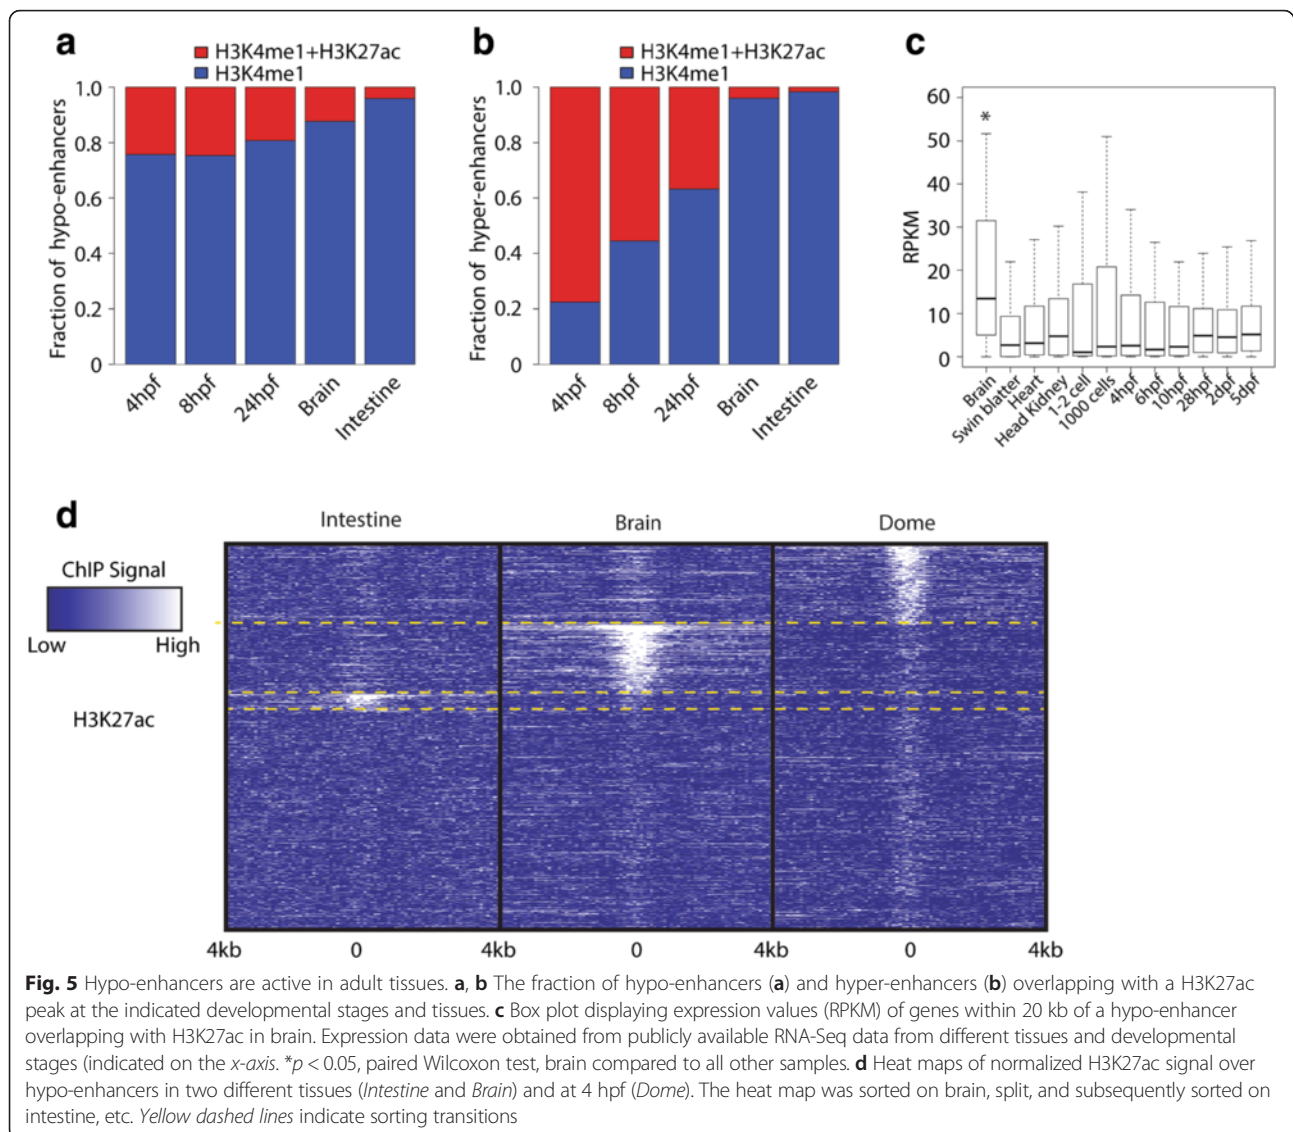 a
H3K4me1+H3K27ac
H3K4me1
Fraction of hypo-enhancers
1.0
0.8
0.6
0.4
0.2
0
4hpf
8hpf
24hpf
Brain
Intestine
b
H3K4me1+H3K27ac
H3K4me1
Fraction of hyper-enhancers
1.0
0.8
0.6
0.4
0.2
0
4hpf
8hpf
24hpf
Brain
Intestine
c
RPKM
60
50
40
30
20
10
0
*
Brain
Swin blatter
Heart
Head Kidney
1-2 cell
1000 cells
4hpf
6hpf
10hpf
28hpf
2dpf
5dpf
d
Intestine
Brain
Dome
ChIP Signal
Low
High
H3K27ac
4kb
0
4kb
0
4kb
0
4kb
Fig. 5 Hypo-enhancers are active in adult tissues. a, b The fraction of hypo-enhancers (a) and hyper-enhancers (b) overlapping with a H3K27ac
peak at the indicated developmental stages and tissues. c Box plot displaying expression values (RPKM) of genes within 20 kb of a hypo-enhancer
overlapping with H3K27ac in brain. Expression data were obtained from publicly available RNA-Seq data from different tissues and developmental
stages (indicated on the x-axis. *p < 0.05, paired Wilcoxon test, brain compared to all other samples. d Heat maps of normalized H3K27ac signal over
hypo-enhancers in two different tissues (Intestine and Brain) and at 4 hpf (Dome). The heat map was sorted on brain, split, and subsequently sorted on
intestine, etc. Yellow dashed lines indicate sorting transitions